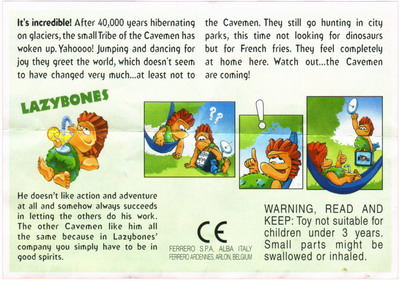 It's incredible! After 40,000 years hibernating
on glaciers, the small Tribe of the Cavemen has
woken up. Yahoooo! Jumping and dancing for
joy they greet the world, which doesn't seem
to have changed very much...at least not to
the Cavemen. They still go hunting in city
parks, this time not looking for dinosaurs
but for French fries. They feel completely
at home here. Watch out...the Cavemen
are coming!
LAZYBONES
???
!
He doesn't like action and adventure
at all and somehow always succeeds
in letting the others do his work.
The other Cavemen like him all
the same because in Lazybones'
company you simply have to be in
good spirits.
CE
FERRERO S.P.A. ALBA ITALY
FERRERO ARDENNES, ARLON, BELGIUM
WARNING, READ AND
KEEP: Toy not suitable for
children under 3 years.
Small parts might be
swallowed or inhaled.